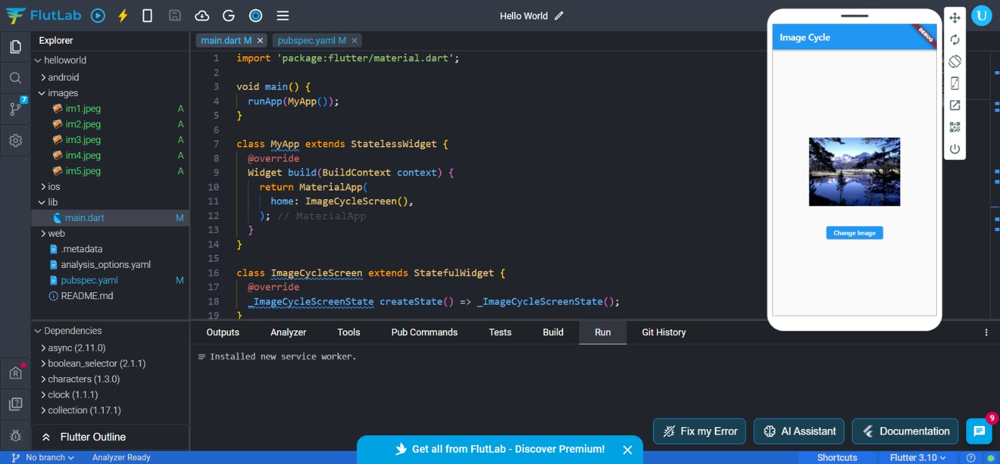 FlutLab
Hello World
U
Explorer
helloworld
android
images
im1.jpeg A
im2.jpeg A
im3.jpeg A
im4.jpeg A
im5.jpeg A
ios
lib
main.dart M
web
.metadata
analysis_options.yaml
pubspec.yaml M
README.md
7
Dependencies
async (2.11.0)
boolean_selector (2.1.1)
characters (1.3.0)
clock (1.1.1)
collection (1.17.1)
Flutter Outline
main.dart M
pubspec.yaml M
1 import 'package:flutter/material.dart';
2
3 void main() {
4 runApp(MyApp());
5 }
6
7 class MyApp extends StatelessWidget {
8 @override
9 Widget build(BuildContext context) {
10 return MaterialApp(
11 home: ImageCycleScreen(),
12 ); // MaterialApp
13 }
14 }
15
16 class ImageCycleScreen extends StatefulWidget {
17 @override
18 _ImageCycleScreenState createState() => _ImageCycleScreenState();
19 }
Image Cycle
DEBUG
Change Image
Outputs Analyzer Tools Pub Commands Tests Build Run Git History
Installed new service worker.
Fix my Error
AI Assistant
Documentation
9
Get all from FlutLab - Discover Premium!
No branch
Analyzer Ready
Shortcuts
Flutter 3.10